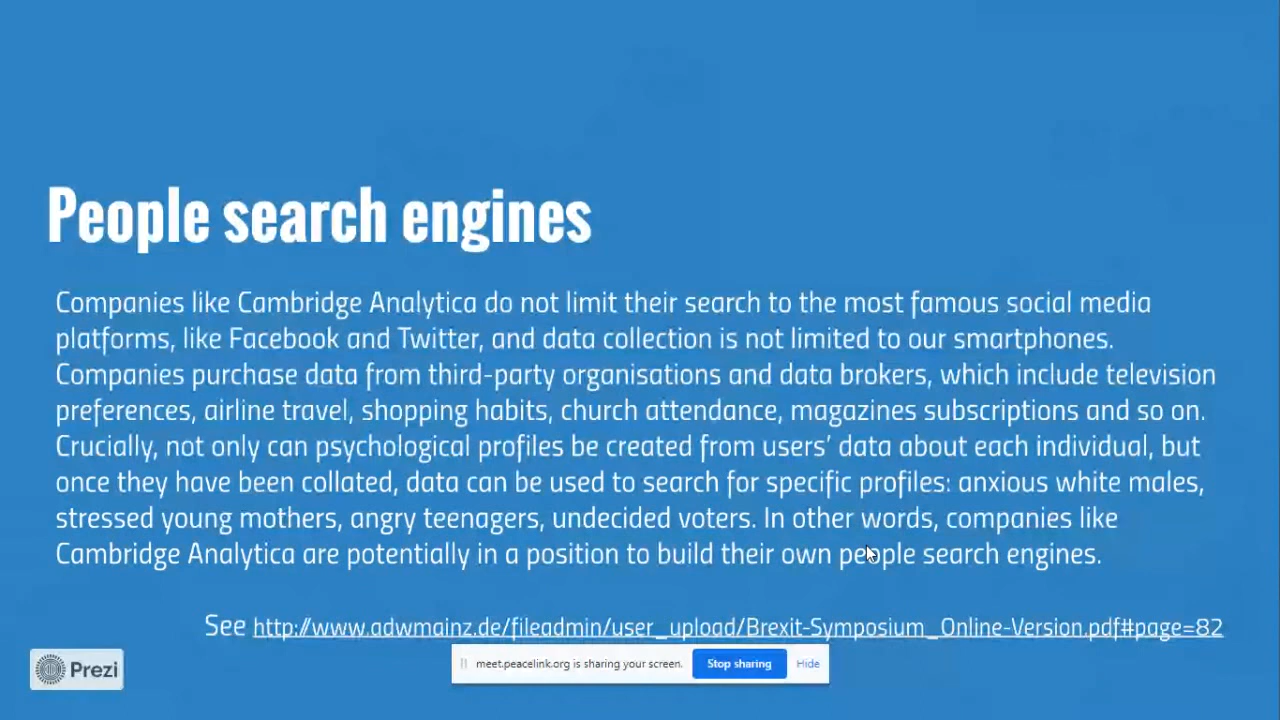 People search engines
Companies like Cambridge Analytica do not limit their search to the most famous social media
platforms, like Facebook and Twitter, and data collection is not limited to our smartphones.
Companies purchase data from third-party organisations and data brokers, which include television
preferences, airline travel, shopping habits, church attendance, magazines subscriptions and so on.
Crucially, not only can psychological profiles be created from users’ data about each individual, but
once they have been collated, data can be used to search for specific profiles: anxious white males,
stressed young mothers, angry teenagers, undecided voters. In other words, companies like
Cambridge Analytica are potentially in a position to build their own people search engines.
See http://www.adwmainz.de/fileadmin/user_upload/Brexit-Symposium_Online-Version.pdf#page=82
meet.peacelink.org is sharing your screen. Stop sharing Hide
Prezi